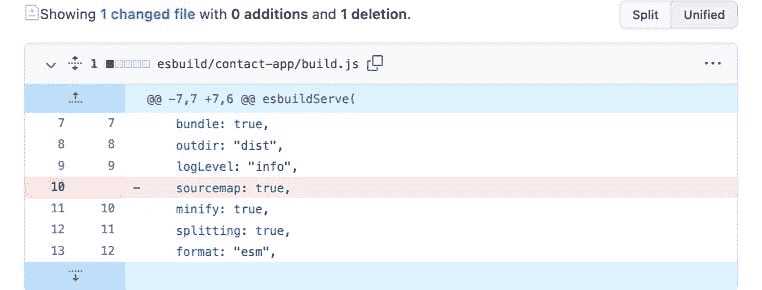 Showing 1 changed file with 0 additions and 1 deletion.
Split Unified
1 esbuild/contact-app/build.js
@@ -7,7 +7,6 @@ esbuildServe(
7 7 bundle: true,
8 8 outdir: "dist",
9 9 logLevel: "info",
10 - sourcemap: true,
11 10 minify: true,
12 11 splitting: true,
13 12 format: "esm",